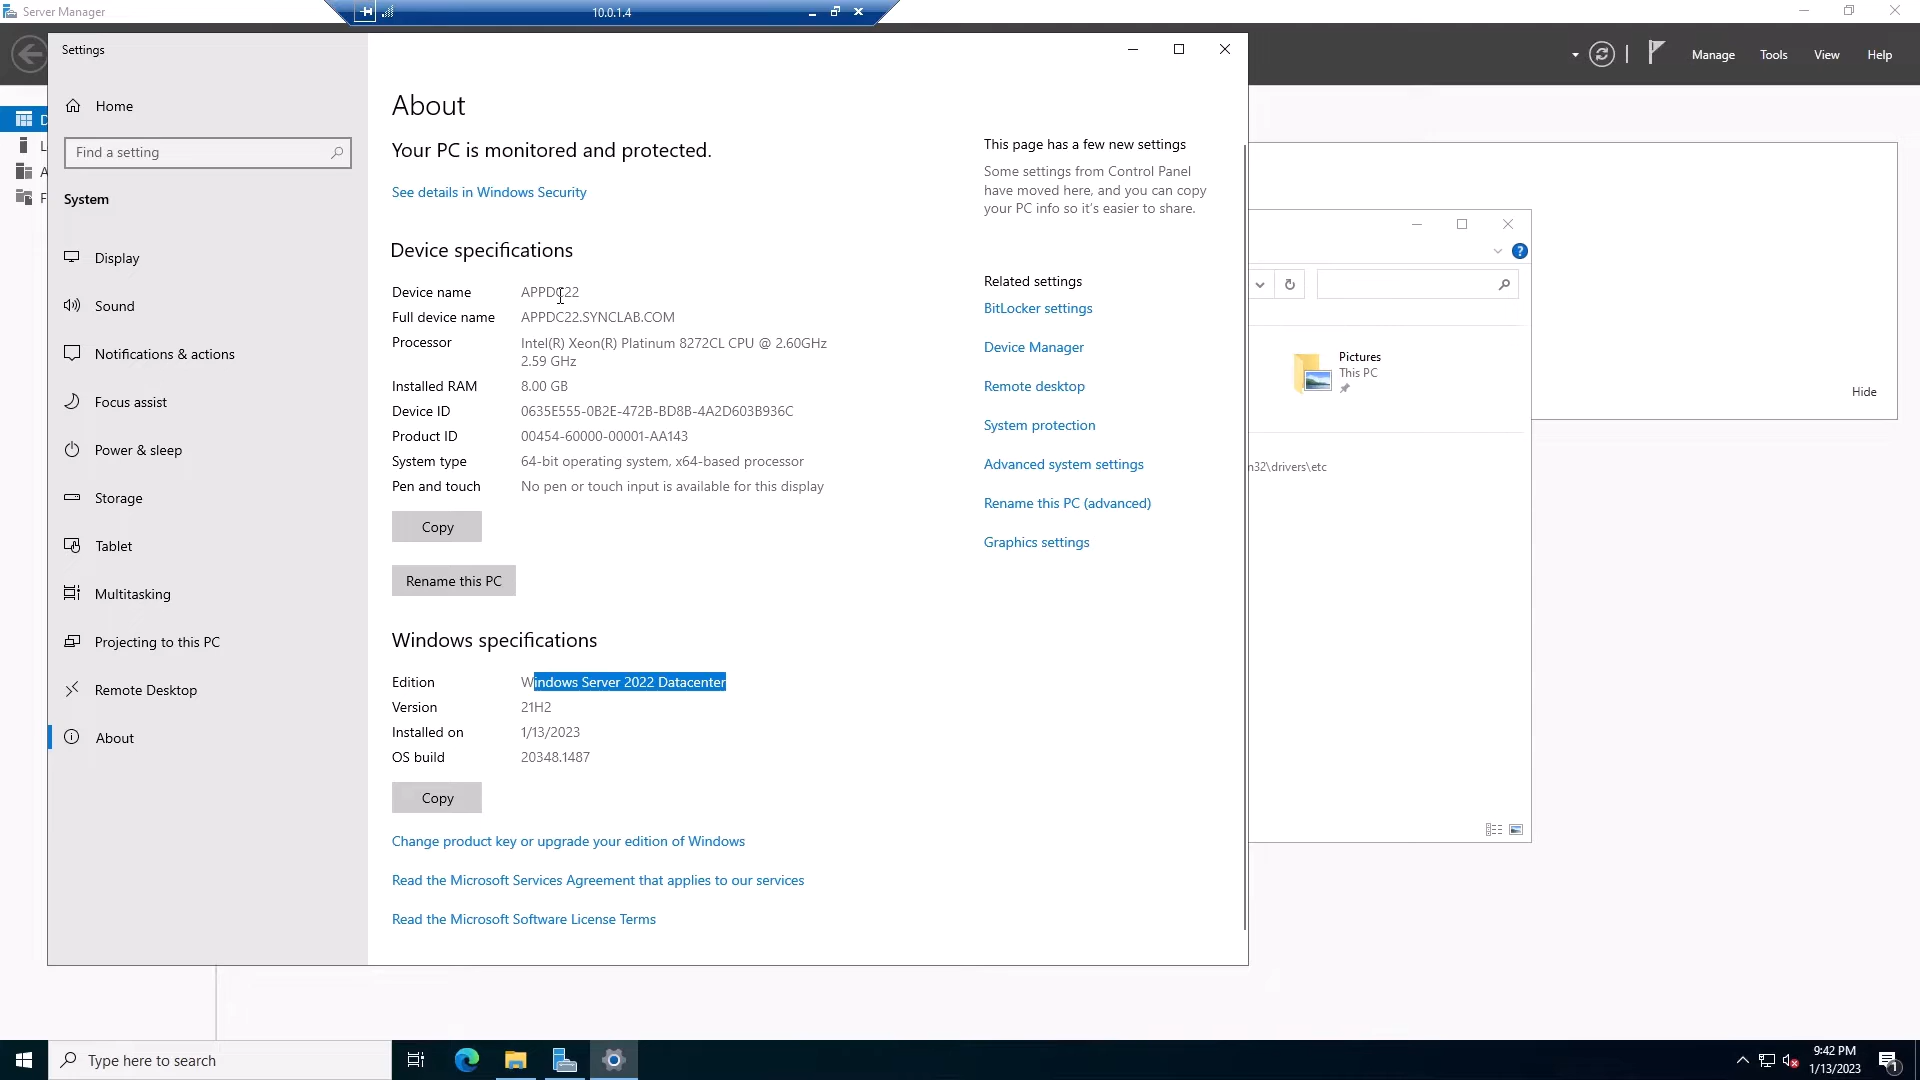 Server Manager
10.0.1.4
Manage
Tools
View
Help
Settings
Home
Find a setting
System
Display
Sound
Notifications & actions
Focus assist
Power & sleep
Storage
Tablet
Multitasking
Projecting to this PC
Remote Desktop
About
About
Your PC is monitored and protected.
See details in Windows Security
Device specifications
Device name APPDC22
Full device name APPDC22.SYNCLAB.COM
Processor Intel(R) Xeon(R) Platinum 8272CL CPU @ 2.60GHz
2.59 GHz
Installed RAM 8.00 GB
Device ID 0635E555-0B2E-472B-BD8B-4A2D603B936C
Product ID 00454-60000-00001-AA143
System type 64-bit operating system, x64-based processor
Pen and touch No pen or touch input is available for this display
Copy
Rename this PC
Windows specifications
Edition Windows Server 2022 Datacenter
Version 21H2
Installed on 1/13/2023
OS build 20348.1487
Copy
Change product key or upgrade your edition of Windows
Read the Microsoft Services Agreement that applies to our services
Read the Microsoft Software License Terms
This page has a few new settings
Some settings from Control Panel
have moved here, and you can copy
your PC info so it's easier to share.
Related settings
BitLocker settings
Device Manager
Remote desktop
System protection
Advanced system settings
Rename this PC (advanced)
Graphics settings
D
L
A
F
?
Pictures
This PC
n32\drivers\etc
Hide
Type here to search
9:42 PM
1/13/2023
1